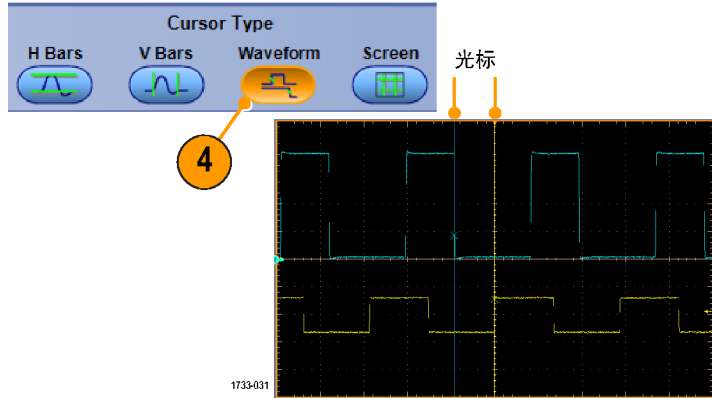 Cursor Type
H Bars V Bars Waveform Screen
光标
4
1733-031